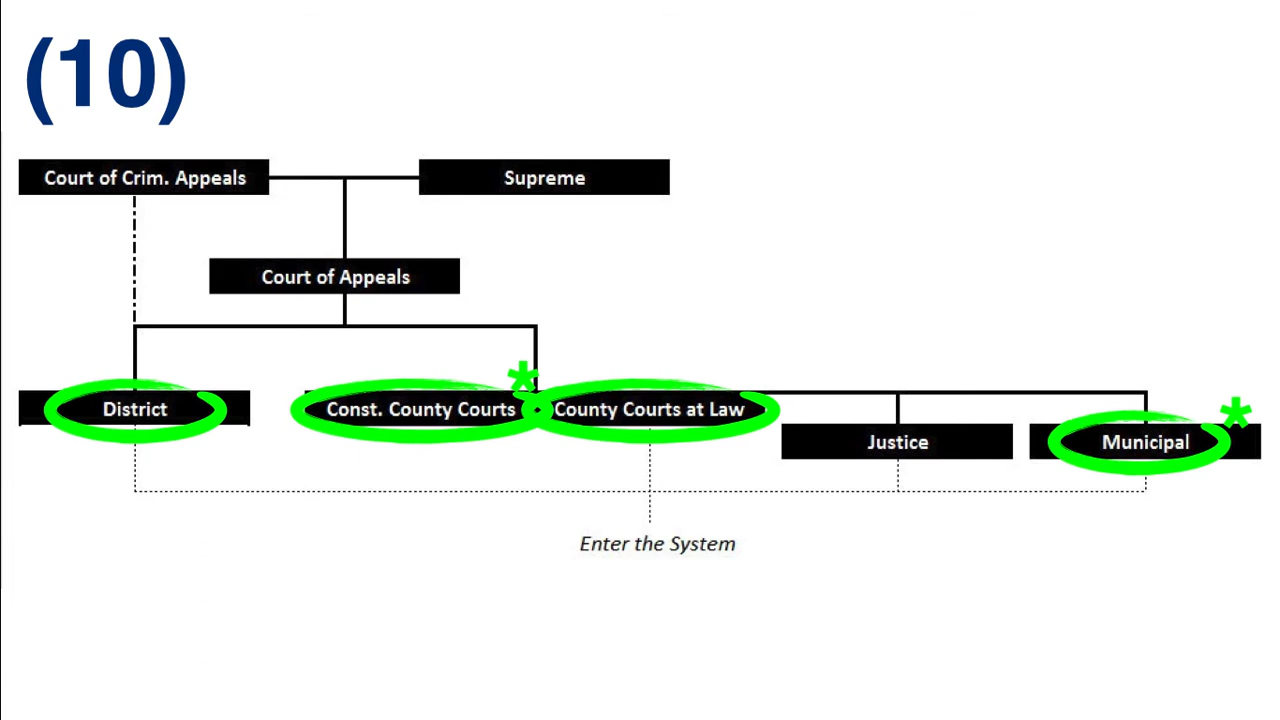 (10)
Court of Crim. Appeals
Supreme
Court of Appeals
*
*
District
Const. County Courts
County Courts at Law
Justice
Municipal
Enter the System